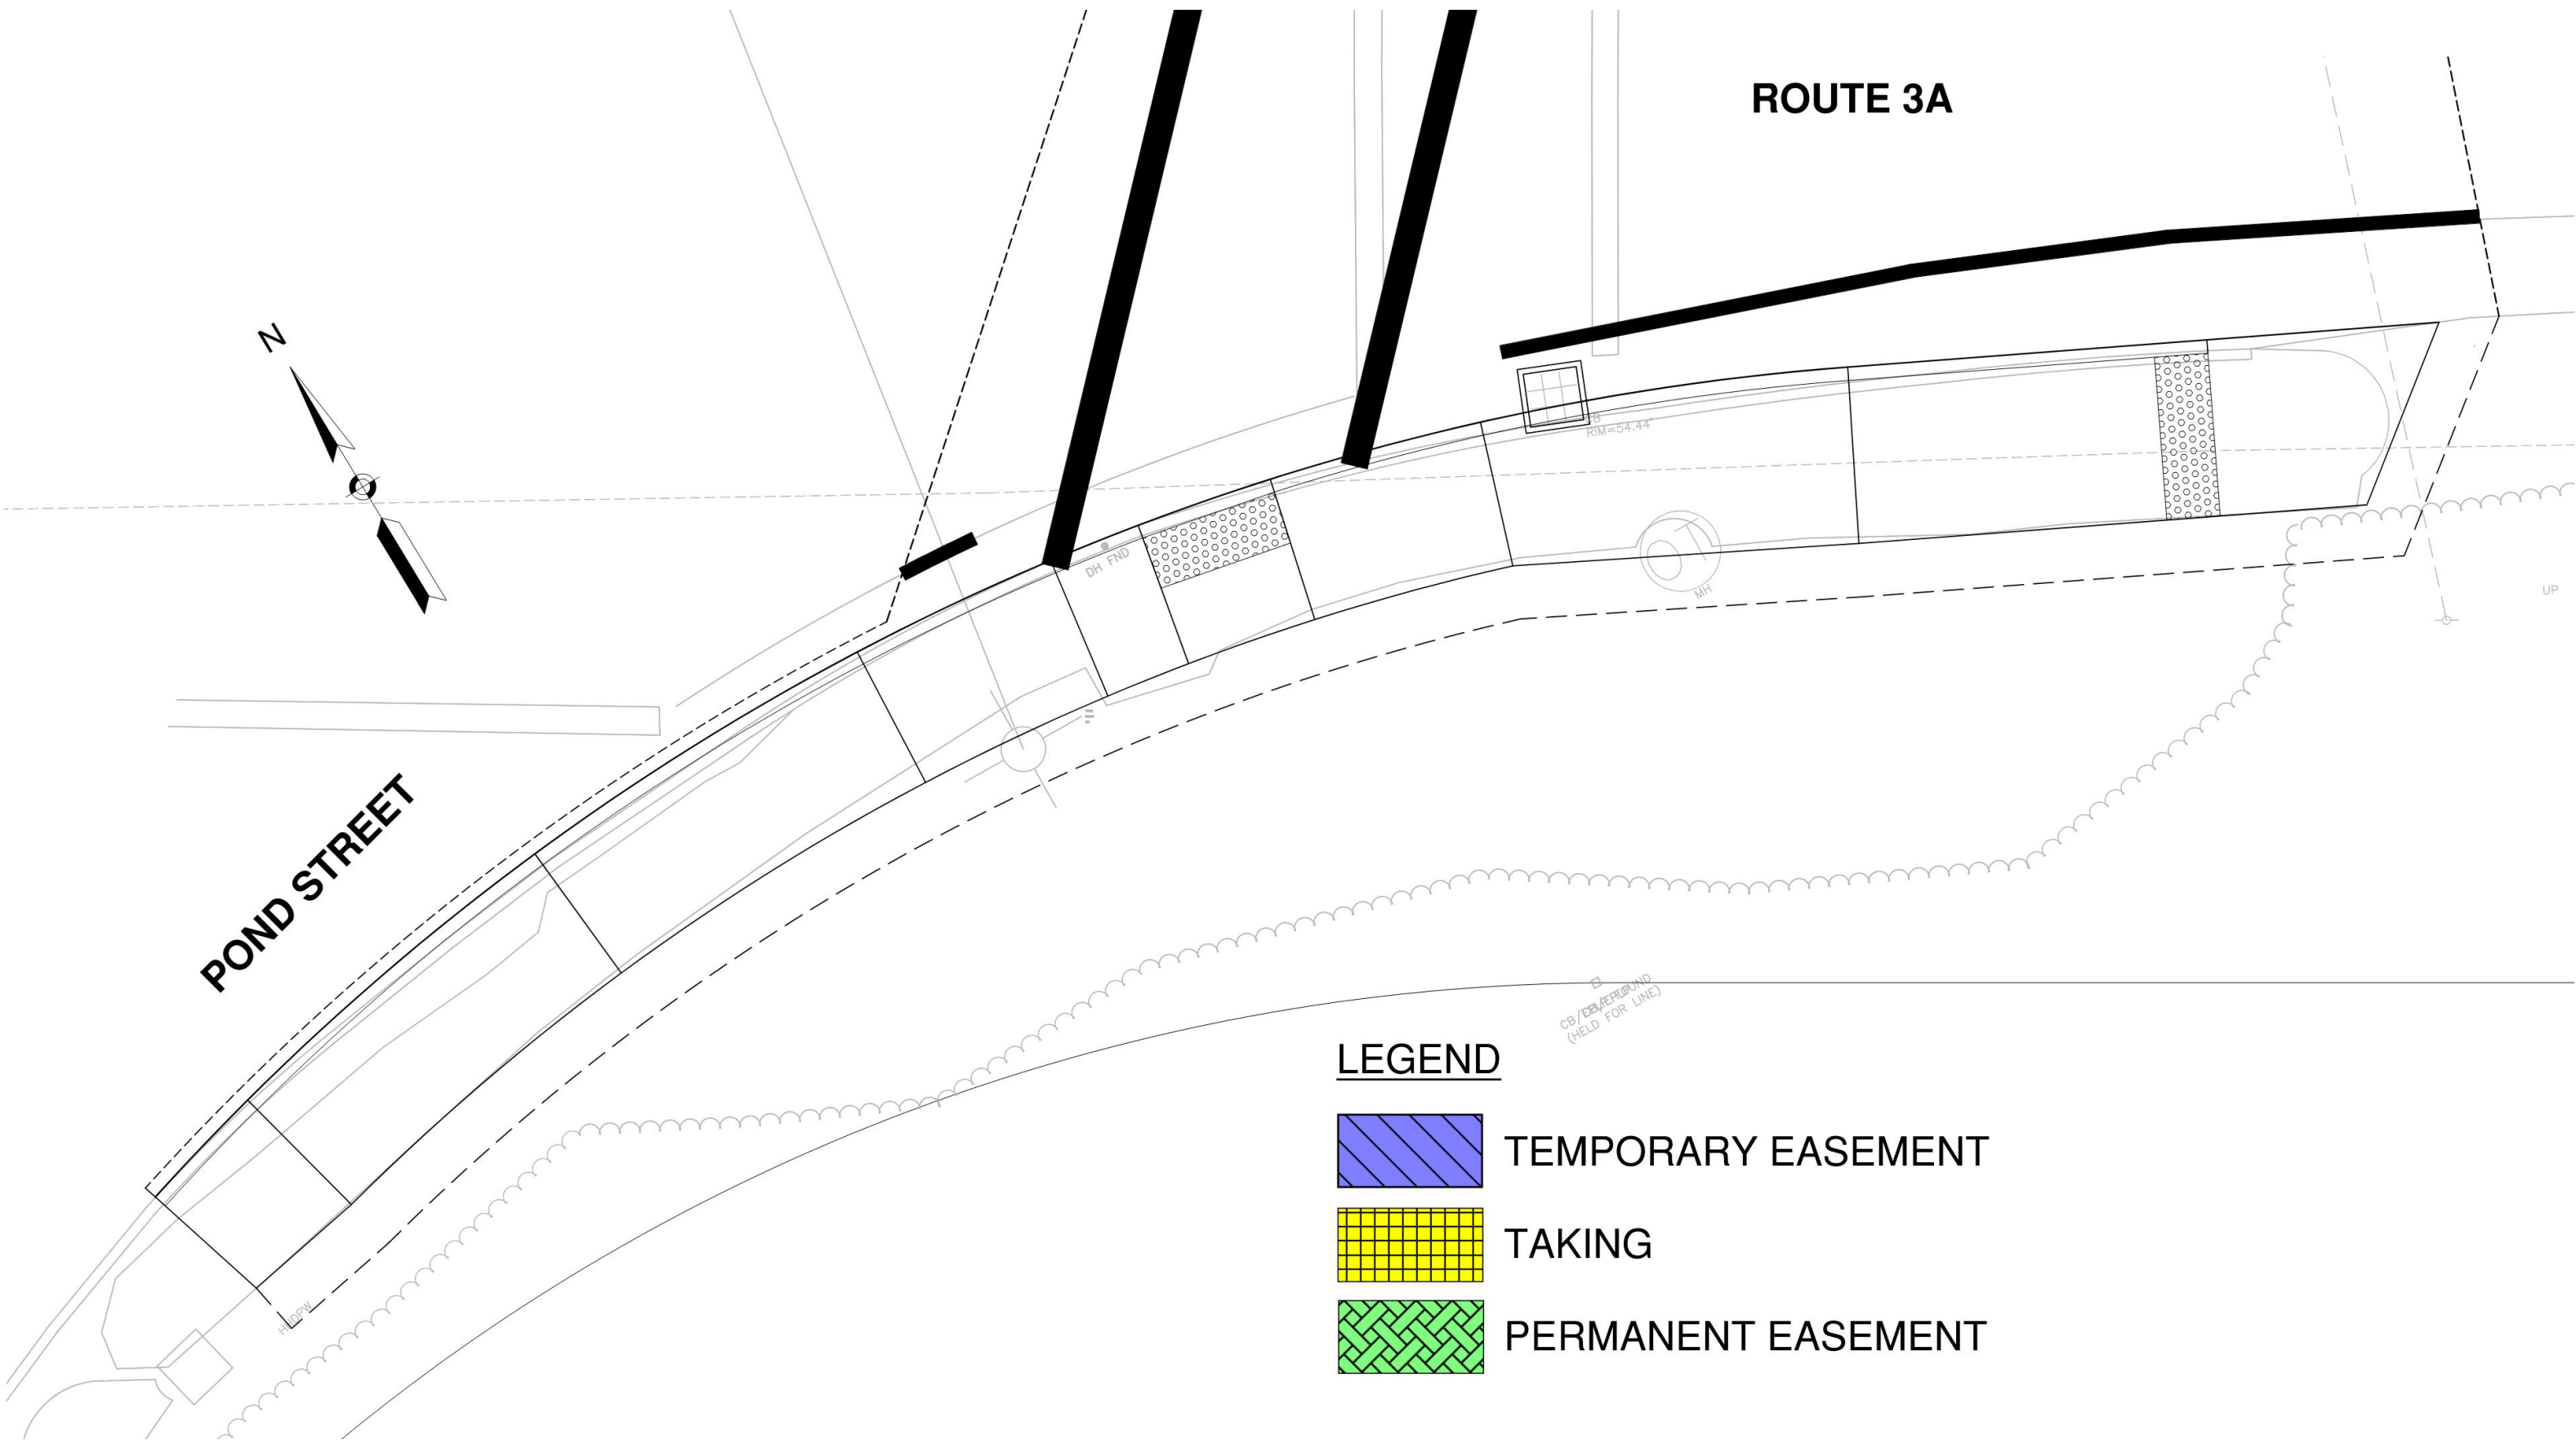 ROUTE 3A
N
RIM=54.44'
DH FND
MH
UP
POND STREET
(HELD FOR LINE)
LEGEND
TEMPORARY EASEMENT
TAKING
PERMANENT EASEMENT